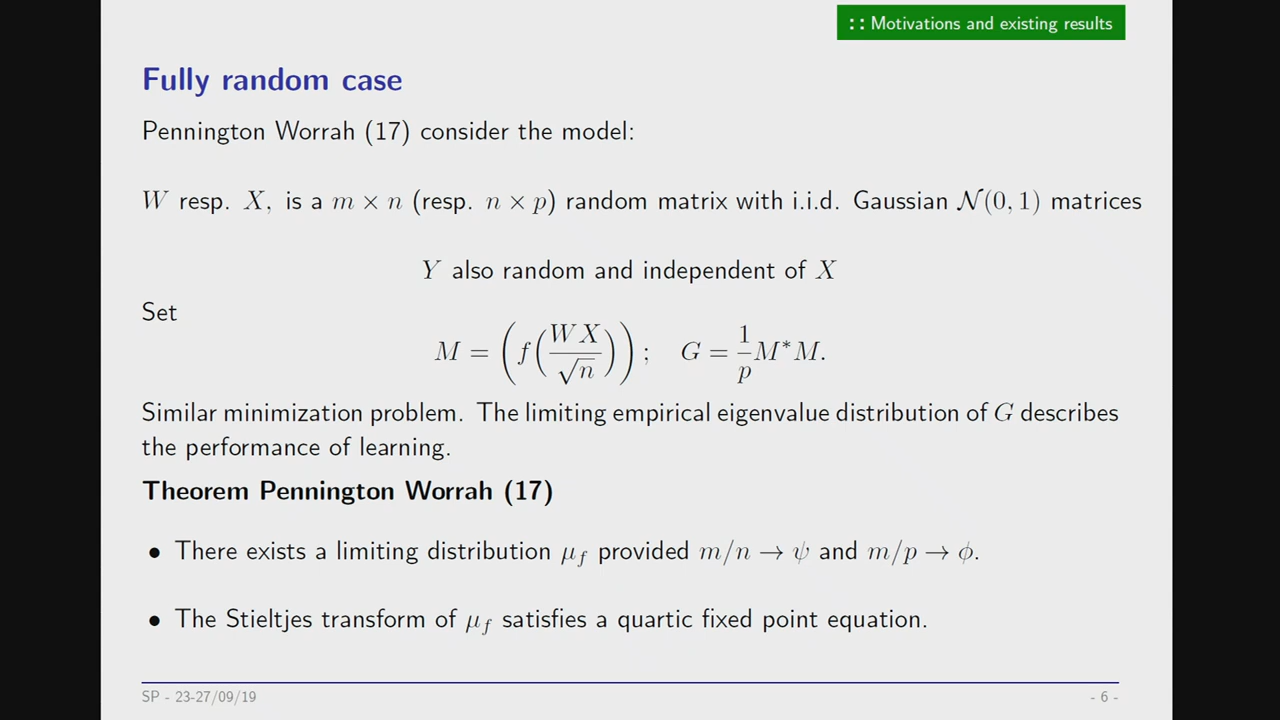 :: Motivations and existing results
Fully random case
Pennington Worrah (17) consider the model:
W resp. X, is a m × n (resp. n × p) random matrix with i.i.d. Gaussian 𝒩(0, 1) matrices
Y also random and independent of X
Set
M = (f(WX/√n)); G = 1/p M*M.
Similar minimization problem. The limiting empirical eigenvalue distribution of G describes
the performance of learning.
Theorem Pennington Worrah (17)
• There exists a limiting distribution μ_f provided m/n → ψ and m/p → ϕ.
• The Stieltjes transform of μ_f satisfies a quartic fixed point equation.
SP - 23-27/09/19
- 6 -